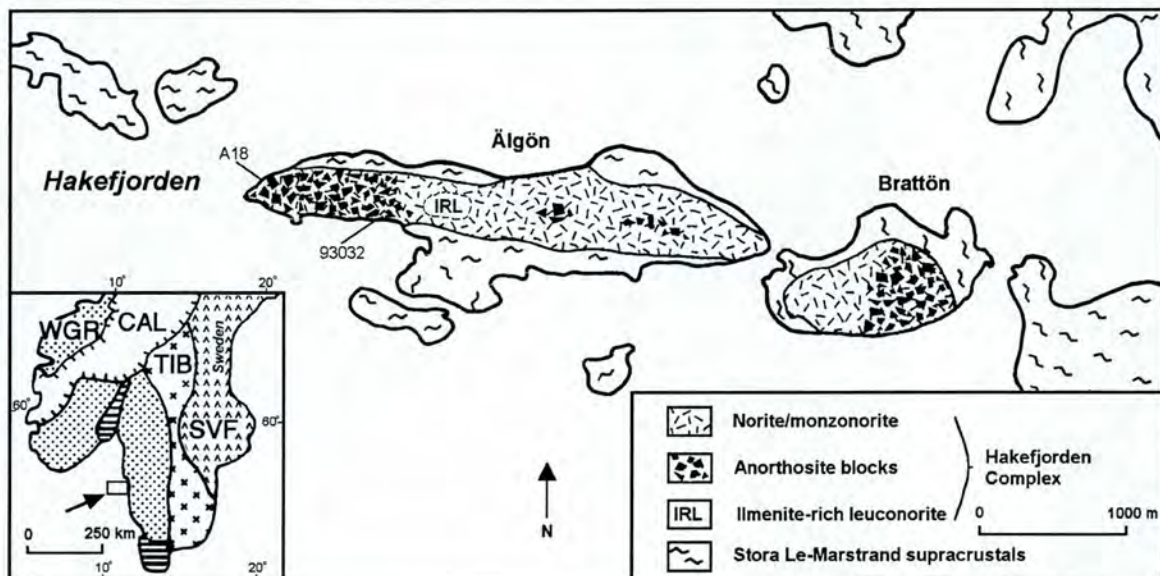 Älgön
A18
Hakefjorden
Brattön
IRL
93032
10°
20°
WGR
CAL
Sweden
TIB
60°
SVF
60°
0 250 km
10°
20°
N
Norite/monzonorite
Anorthosite blocks
Hakefjorden
Complex
IRL Ilmenite-rich leuconorite
0 1000 m
Stora Le-Marstrand supracrustals